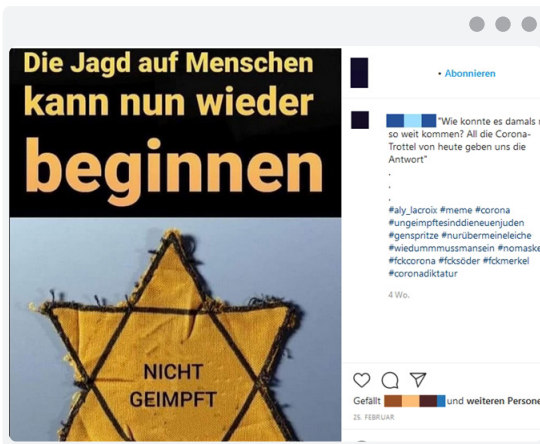 Die Jagd auf Menschen
kann nun wieder
beginnen
NICHT
GEIMPFT
• Abonnieren
"Wie konnte es damals
so weit kommen? All die Corona-
Trottel von heute geben uns die
Antwort"
.
.
.
#aly_lacroix #meme #corona
#ungeimpftesinddieneuenjuden
#genspritze #nurübermeineleiche
#wiedummmussmansein #nomaske
#fckcorona #fcksöder #fckmerkel
#coronadiktatur
4 Wo.
Gefällt und weiteren Persone
25. FEBRUAR